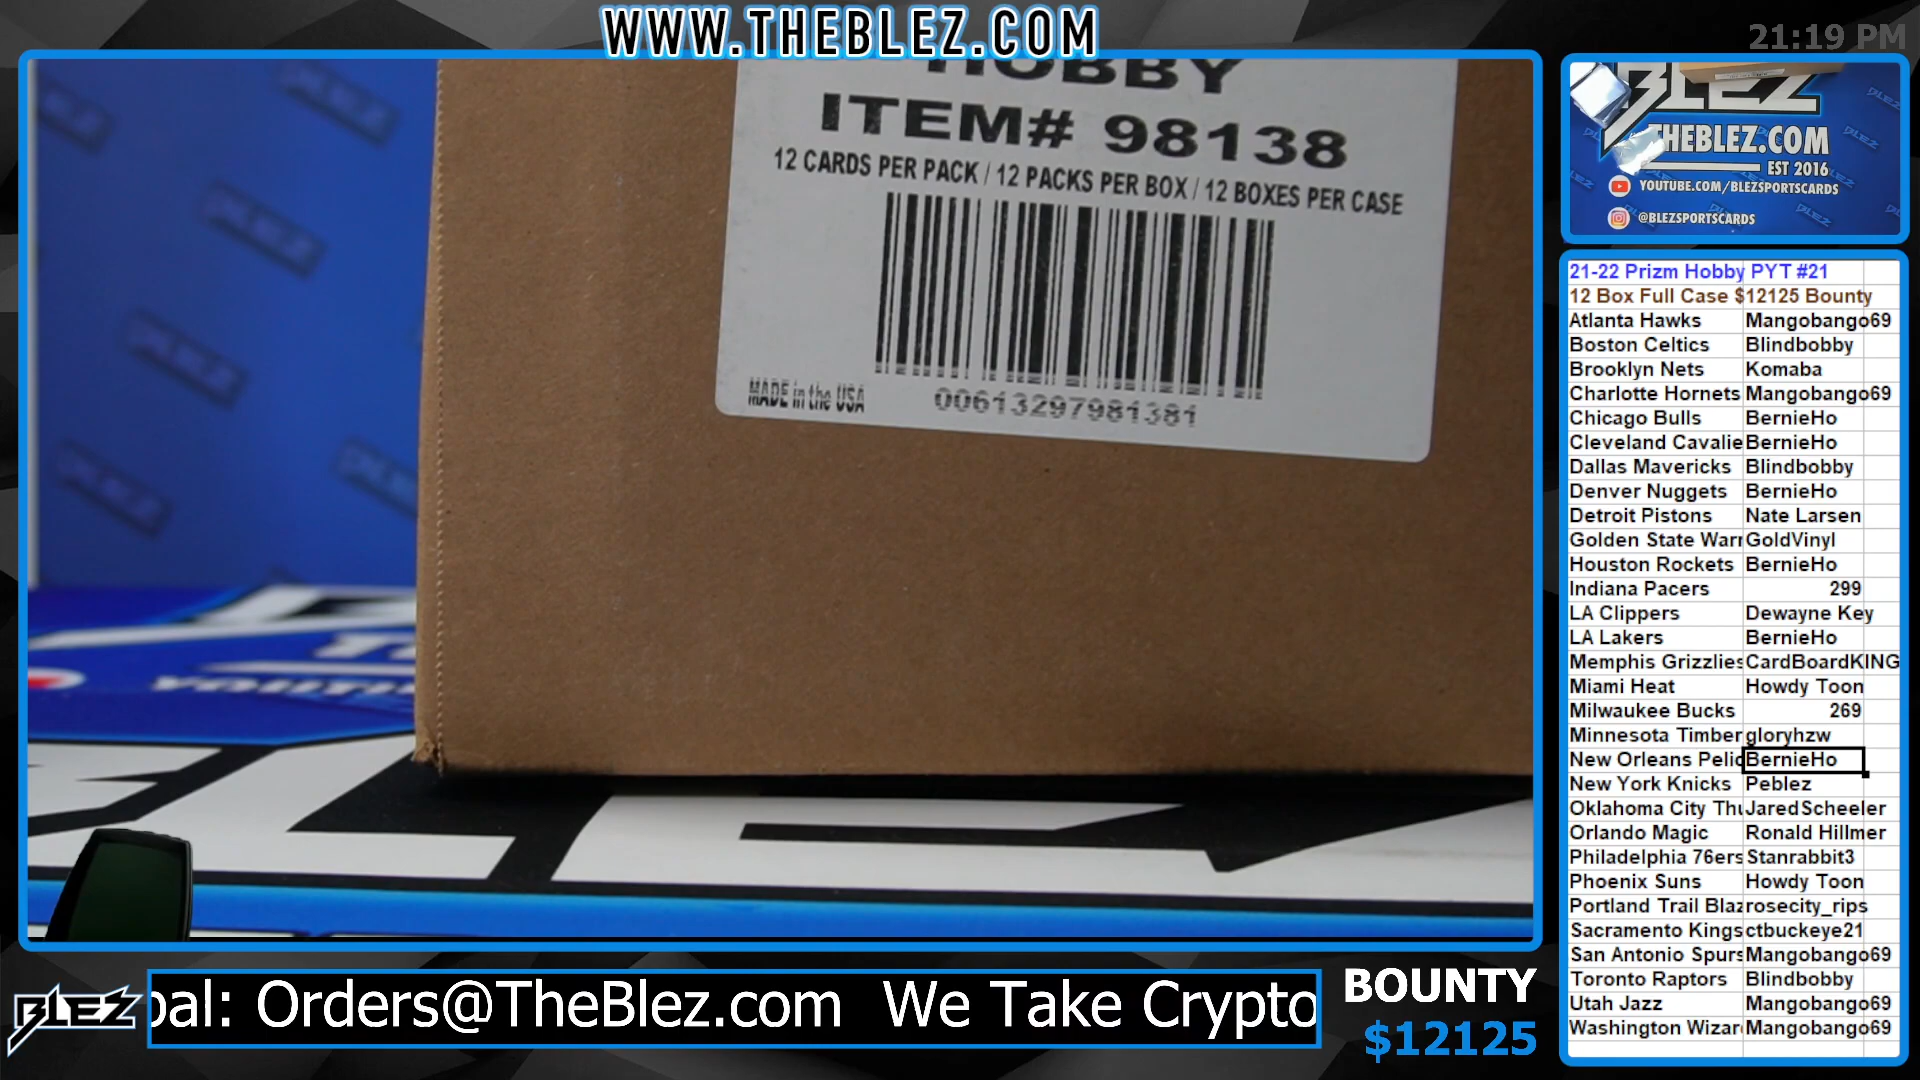 WWW.THEBLEZ.COM
21:19 PM
HOBBY
ITEM# 98138
12 CARDS PER PACK / 12 PACKS PER BOX / 12 BOXES PER CASE
MADE in the USA
00613297981381
BLEZ
THEBLEZ.COM
EST 2016
YOUTUBE.COM/BLEZSPORTSCARDS
@BLEZSPORTSCARDS
21-22 Prizm Hobby PYT #21
12 Box Full Case $12125 Bounty
Atlanta Hawks Mangobango69
Boston Celtics Blindbobby
Brooklyn Nets Komaba
Charlotte Hornets Mangobango69
Chicago Bulls BernieHo
Cleveland Cavalie BernieHo
Dallas Mavericks Blindbobby
Denver Nuggets BernieHo
Detroit Pistons Nate Larsen
Golden State Warr GoldVinyl
Houston Rockets BernieHo
Indiana Pacers 299
LA Clippers Dewayne Key
LA Lakers BernieHo
Memphis Grizzlies CardBoardKING
Miami Heat Howdy Toon
Milwaukee Bucks 269
Minnesota Timber gloryhzw
New Orleans Pelic BernieHo
New York Knicks Peblez
Oklahoma City Thu JaredScheeler
Orlando Magic Ronald Hillmer
Philadelphia 76ers Stanrabbit3
Phoenix Suns Howdy Toon
Portland Trail Blaz rosecity_rips
Sacramento Kings ctbuckeye21
San Antonio Spurs Mangobango69
Toronto Raptors Blindbobby
Utah Jazz Mangobango69
Washington Wizar Mangobango69
BLEZ
pal: Orders@TheBlez.com We Take Crypto
BOUNTY
$12125